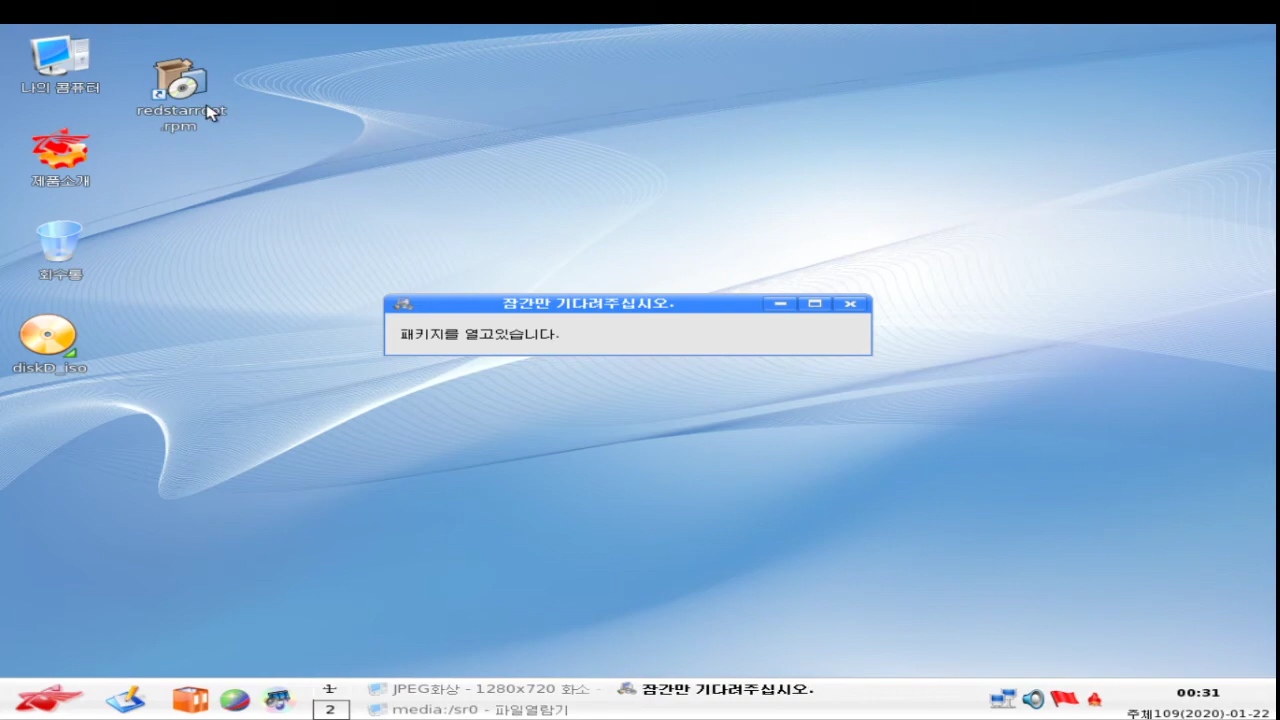 나의 콤퓨터
redstarroot
.rpm
제품소개
회수통
diskD_iso
잠간만 기다려주십시오.
패키지를 열고있습니다.
1
2
JPEG화상 - 1280x720 화소 -
media:/sr0 - 파일열람기
잠간만 기다려주십시오.
00:31
주체109(2020)-01-22